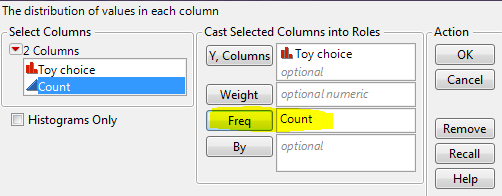 The distribution of values in each column
Select Columns
2 Columns
Toy choice
Count
Histograms Only
Cast Selected Columns into Roles
Y, Columns
Toy choice
optional
Weight
optional numeric
Freq
Count
By
optional
Action
OK
Cancel
Remove
Recall
Help